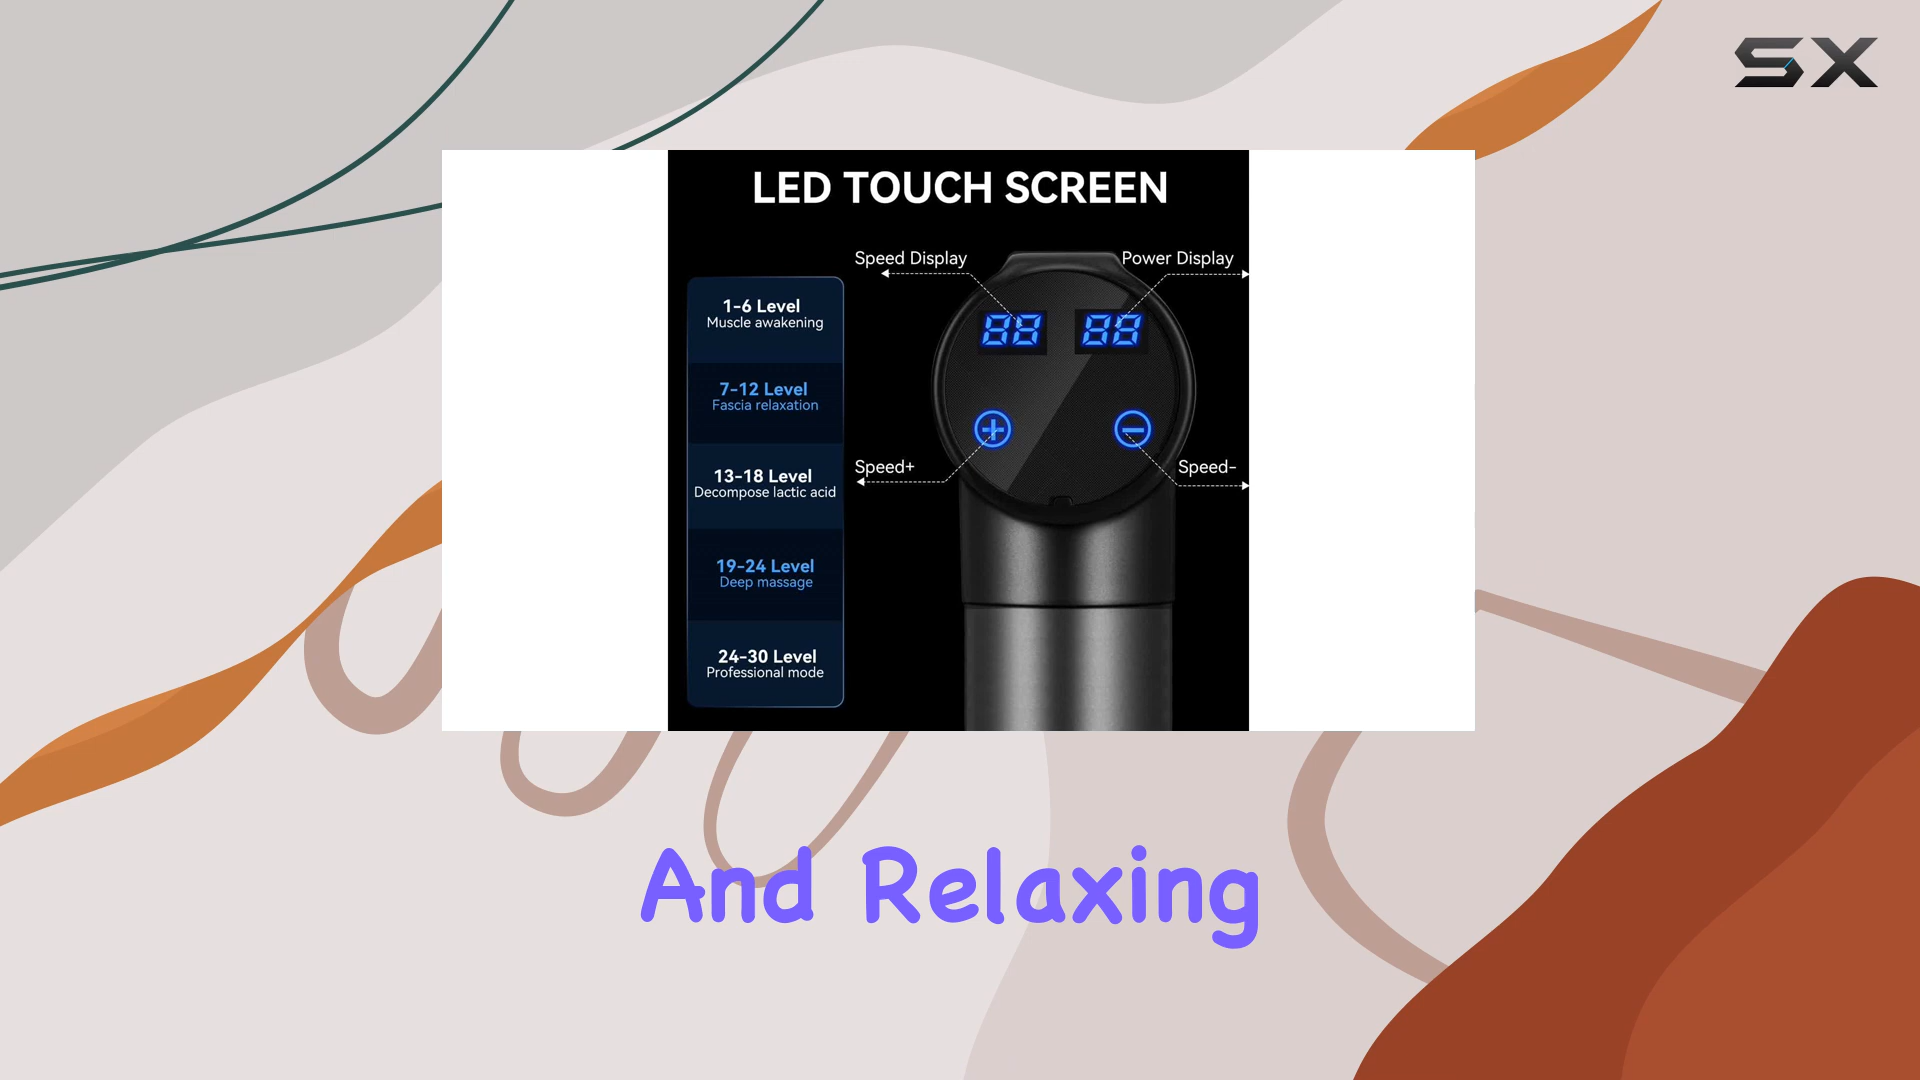 SX
LED TOUCH SCREEN
Speed Display
Power Display
1-6 Level
Muscle awakening
88
88
7-12 Level
Fascia relaxation
13-18 Level
Decompose lactic acid
Speed+
Speed-
19-24 Level
Deep massage
24-30 Level
Professional mode
And Relaxing